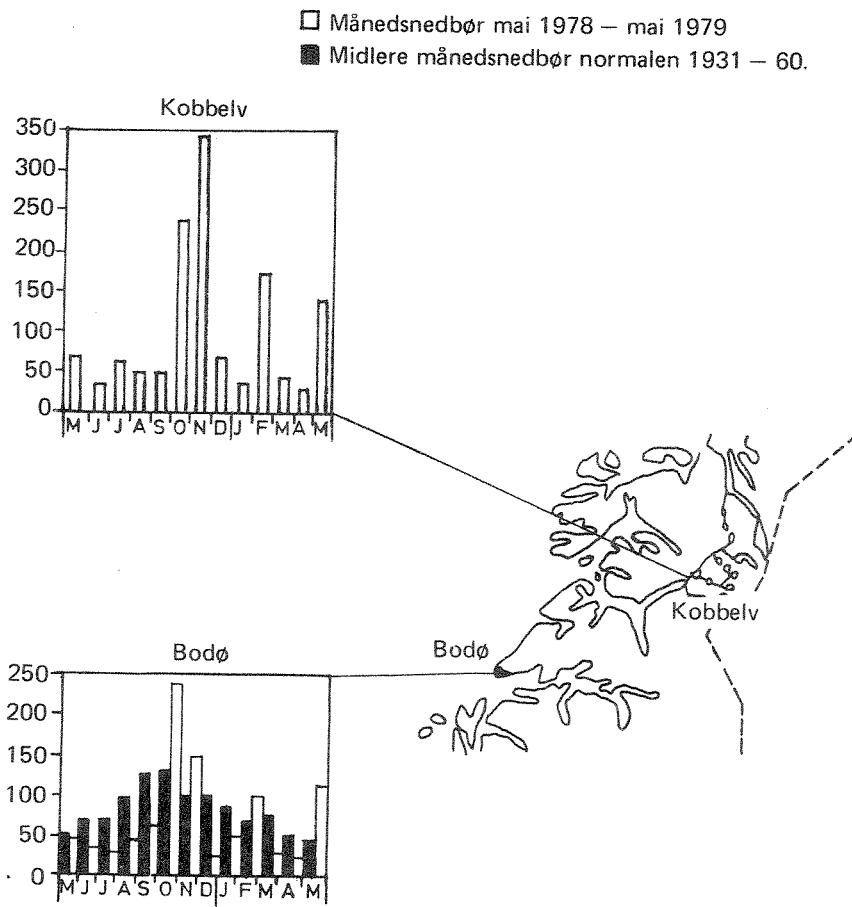 Månedsnedbør mai 1978 – mai 1979
Midlere månedsnedbør normalen 1931 – 60.
Kobbelv
350
300
250
200
150
100
50
0
M J J A S O N D J F M A M
Kobbelv
Bodø
Bodø
250
200
150
100
50
0
M J J A S O N D J F M A M